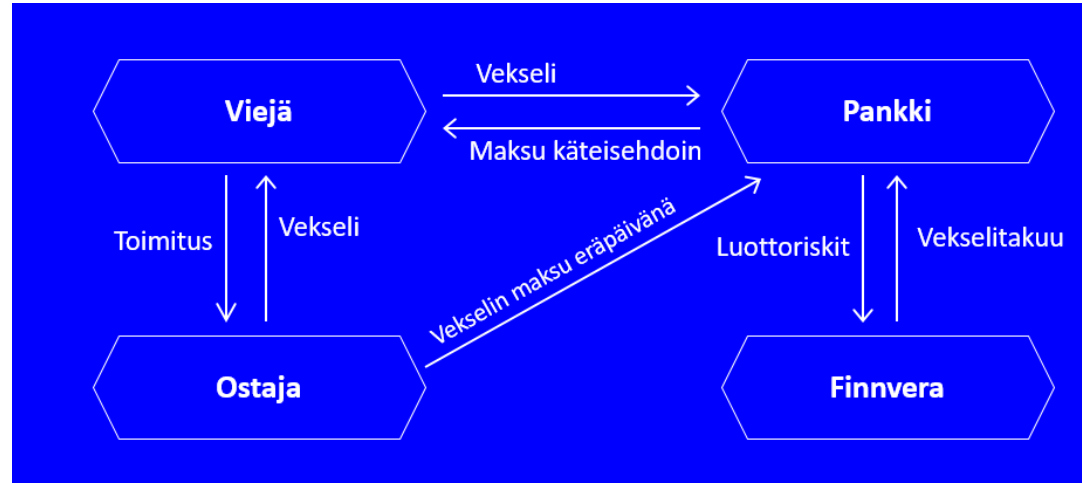 Vekseli
Viejä
Pankki
Maksu käteisehdoin
Toimitus
Vekseli
Vekselin maksu eräpäivänä
Luottoriskit
Vekselitakuu
Ostaja
Finnvera